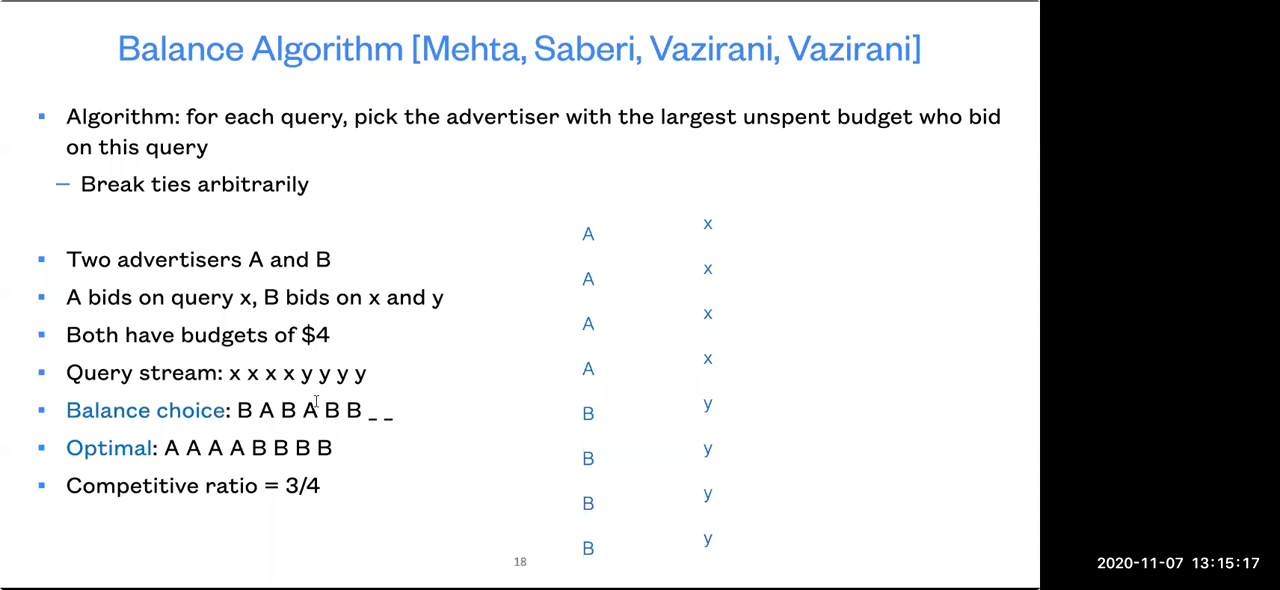 Balance Algorithm [Mehta, Saberi, Vazirani, Vazirani]
▪ Algorithm: for each query, pick the advertiser with the largest unspent budget who bid
on this query
– Break ties arbitrarily
▪ Two advertisers A and B
▪ A bids on query x, B bids on x and y
▪ Both have budgets of $4
▪ Query stream: x x x x y y y y
▪ Balance choice: B A B A B B _ _
▪ Optimal: A A A A B B B B
▪ Competitive ratio = 3/4
A x
A x
A x
A x
B y
B y
B y
B y
18
2020-11-07 13:15:17